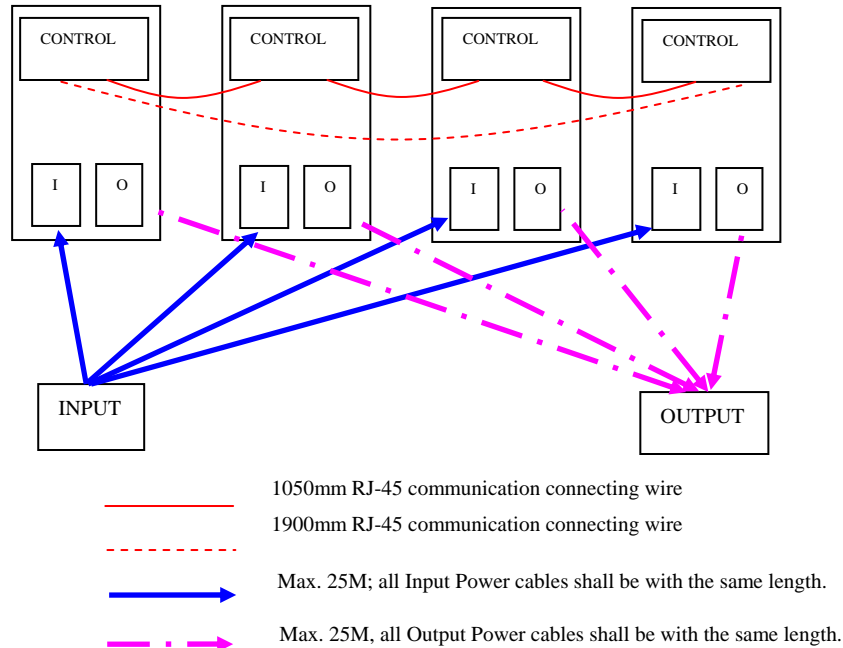 CONTROL
CONTROL
CONTROL
CONTROL
I
O
I
O
I
O
I
O
INPUT
OUTPUT
1050mm RJ-45 communication connecting wire
1900mm RJ-45 communication connecting wire
Max. 25M; all Input Power cables shall be with the same length.
Max. 25M, all Output Power cables shall be with the same length.